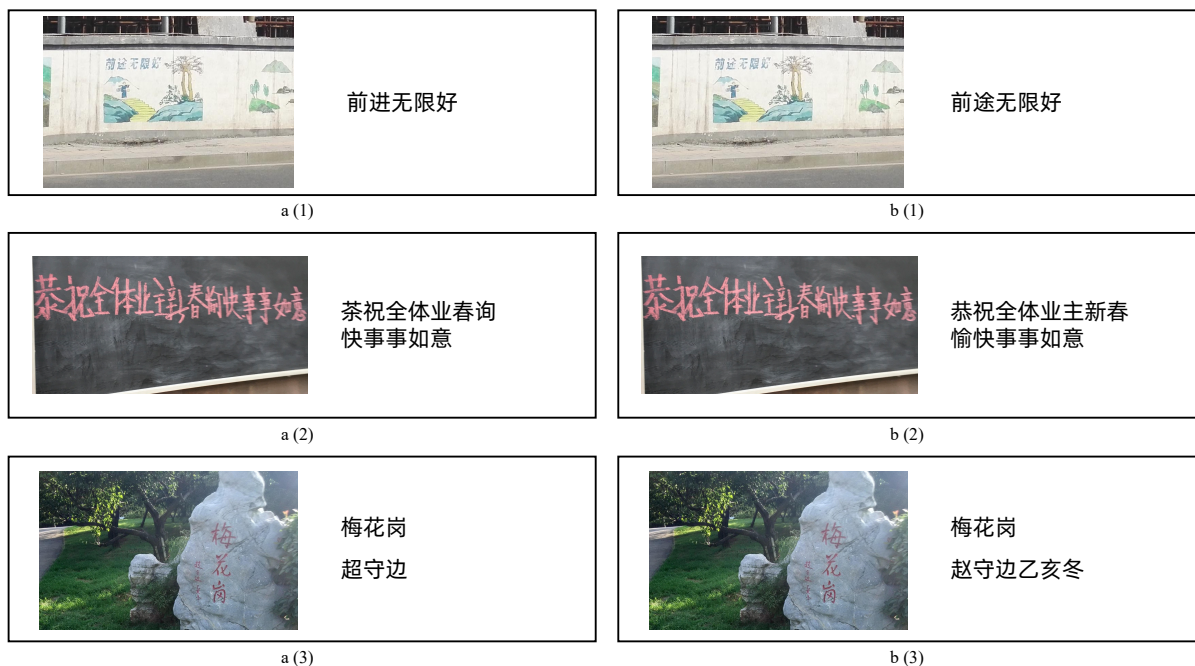 前途无限好
前进无限好
a (1)
前途无限好
前途无限好
b (1)
恭祝全体业主新春愉快事事如意
茶祝全体业春询
快事事如意
a (2)
恭祝全体业主新春愉快事事如意
恭祝全体业主新春
愉快事事如意
b (2)
梅花岗
梅花岗
超守边
a (3)
梅花岗
梅花岗
赵守边乙亥冬
b (3)